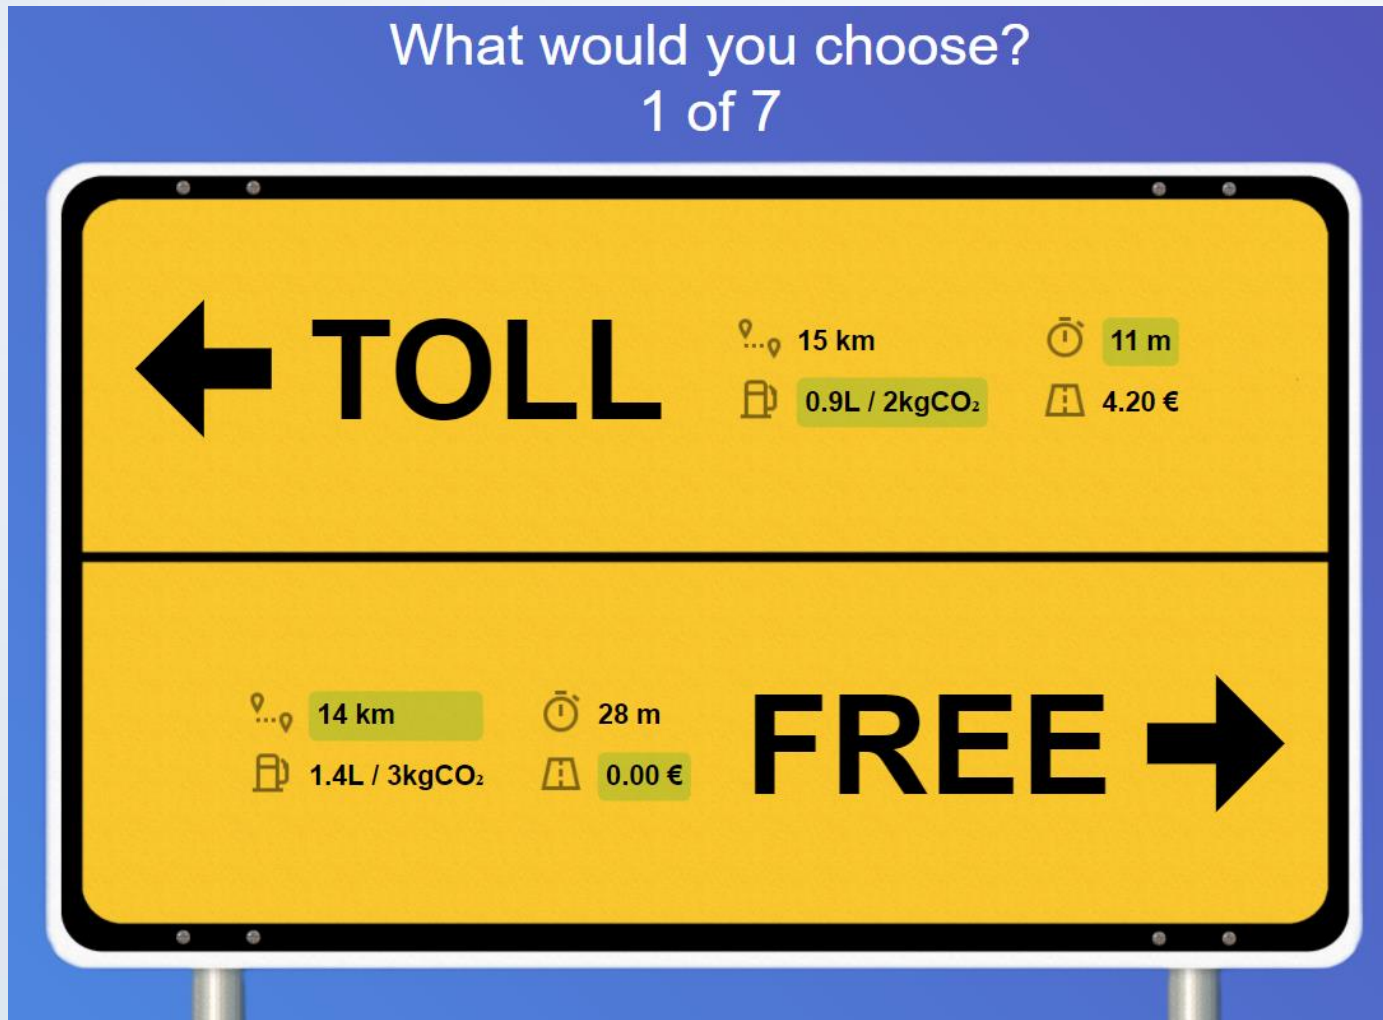 What would you choose?
1 of 7
TOLL
15 km
11 m
0.9L / 2kgCO₂
4.20 €
14 km
28 m
1.4L / 3kgCO₂
0.00 €
FREE